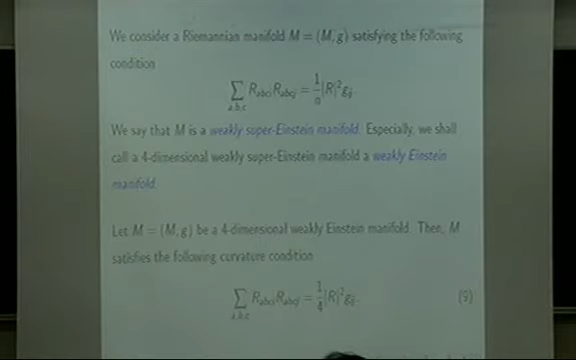 We consider a Riemannian manifold M = (M, g) satisfying the following
condition
∑_{a,b,c} R_{abci} R_{abcj} = 1/n |R|² g_{ij}.
We say that M is a weakly super-Einstein manifold. Especially, we shall
call a 4-dimensional weakly super-Einstein manifold a weakly Einstein
manifold.
Let M = (M, g) be a 4-dimensional weakly Einstein manifold. Then, M
satisfies the following curvature condition
∑_{a,b,c} R_{abci} R_{abcj} = 1/4 |R|² g_{ij}. (9)